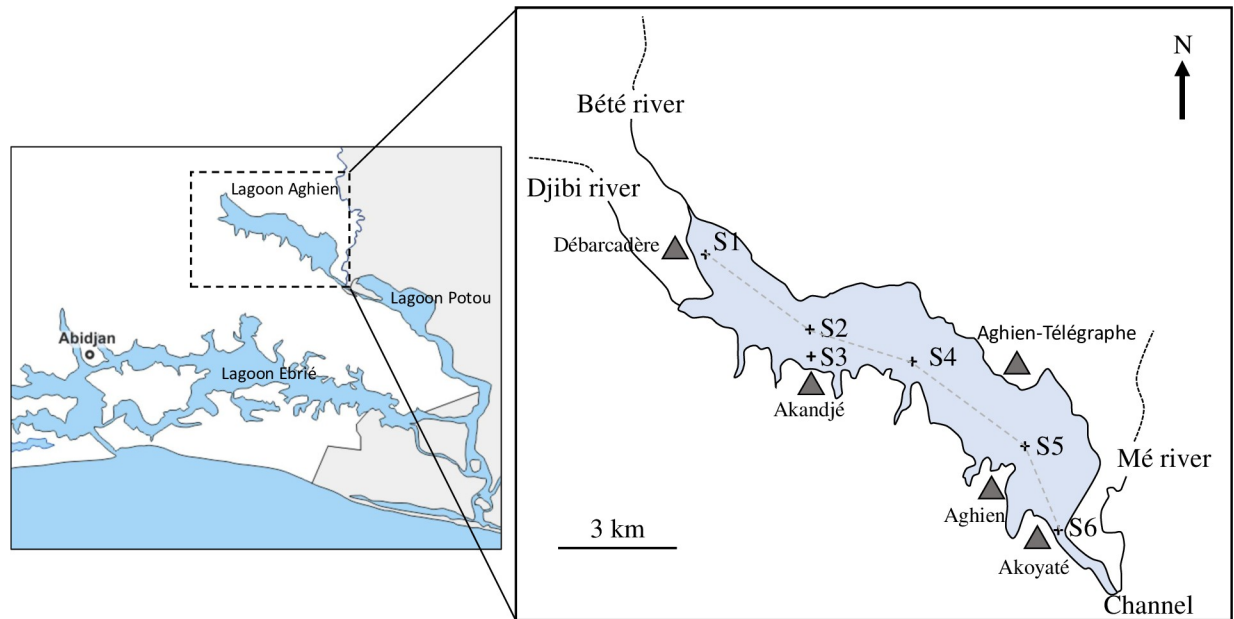 Lagoon Aghien
Lagoon Potou
Abidjan
Lagoon Ebrié
N
Bété river
Djibi river
Débarcadère
S1
S2
S3
S4
Aghien-Télégraphe
Akandjé
S5
Mé river
Aghien
S6
3 km
Akoyaté
Channel